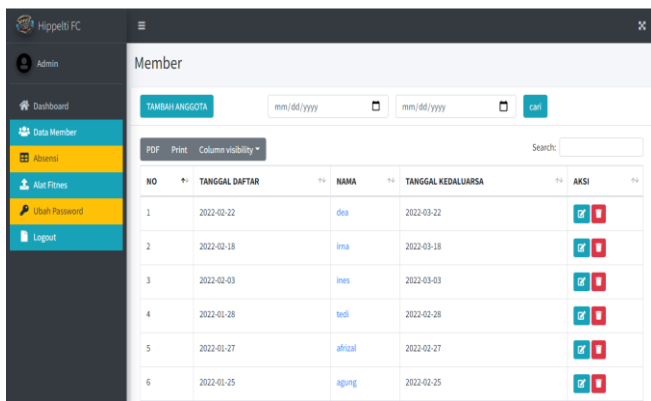 Hippelti FC
Admin
Dashboard
Data Member
Absensi
Alat Fitnes
Ubah Password
Logout
Member
TAMBAH ANGGOTA mm/dd/yyyy mm/dd/yyyy cari
PDF Print Column visibility Search:
NO TANGGAL DAFTAR NAMA TANGGAL KEDALUARSA AKSI
1 2022-02-22 dea 2022-03-22
2 2022-02-18 irna 2022-03-18
3 2022-02-03 ines 2022-03-03
4 2022-01-28 tedi 2022-02-28
5 2022-01-27 afrizal 2022-02-27
6 2022-01-25 agung 2022-02-25